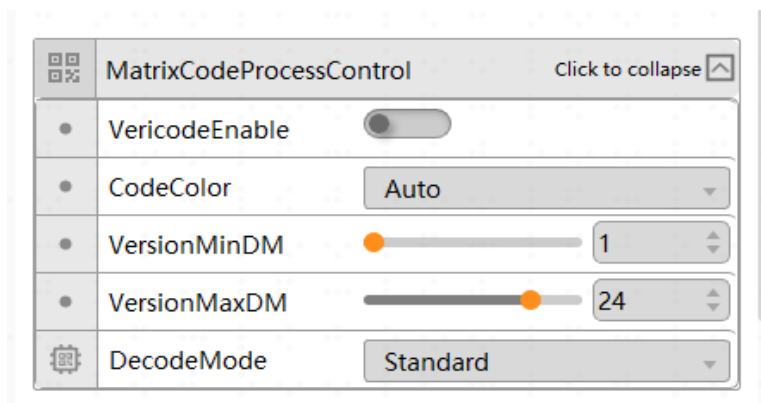 MatrixCodeProcessControl Click to collapse
VericodeEnable
CodeColor Auto
VersionMinDM 1
VersionMaxDM 24
DecodeMode Standard